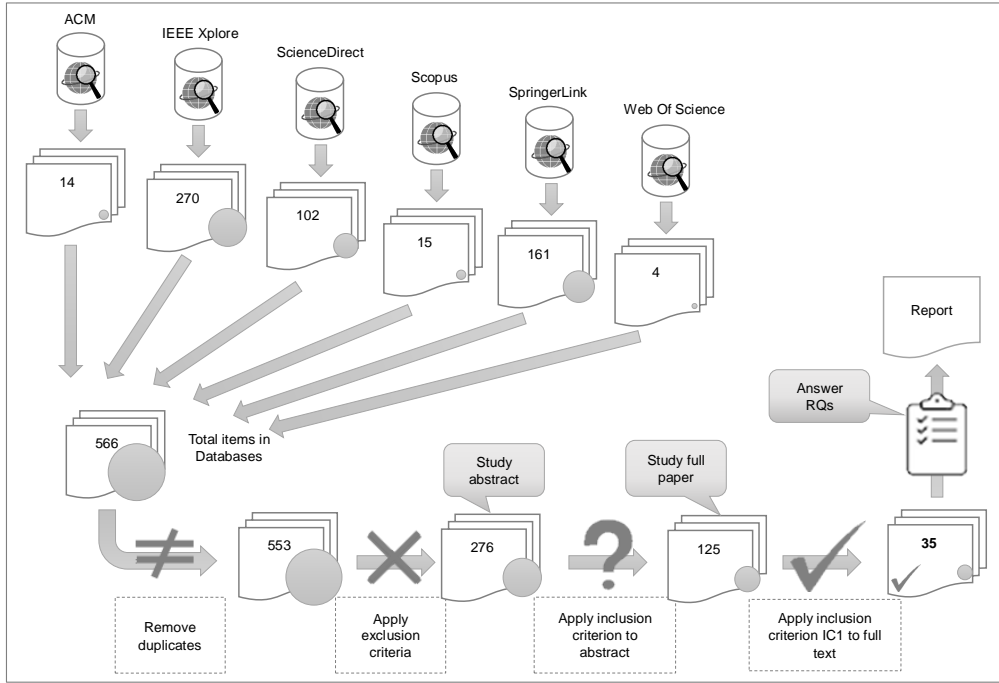 ACM
IEEE Xplore
ScienceDirect
Scopus
SpringerLink
Web Of Science
14
270
102
15
161
4
Report
Answer
RQs
566
Total items in
Databases
Study
abstract
Study full
paper
553
276
125
35
Remove
duplicates
Apply
exclusion
criteria
Apply inclusion
criterion to
abstract
Apply inclusion
criterion IC1 to full
text